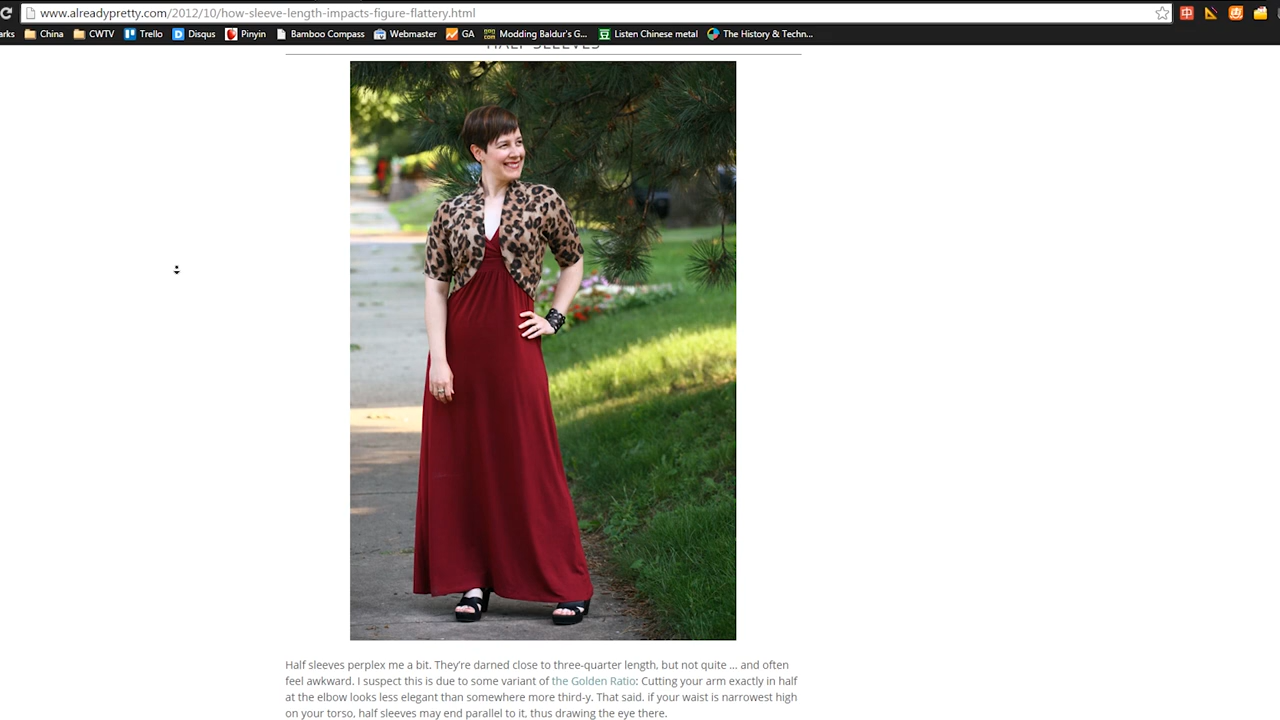 www.alreadypretty.com/2012/10/how-sleeve-length-impacts-figure-flattery.html
arks China CWTV Trello Disqus Pinyin Bamboo Compass Webmaster GA Modding Baldur's G... Listen Chinese metal The History & Techn...
HALF SLEEVES
Half sleeves perplex me a bit. They're darned close to three-quarter length, but not quite ... and often
feel awkward. I suspect this is due to some variant of the Golden Ratio: Cutting your arm exactly in half
at the elbow looks less elegant than somewhere more third-y. That said. if your waist is narrowest high
on your torso, half sleeves may end parallel to it, thus drawing the eye there.